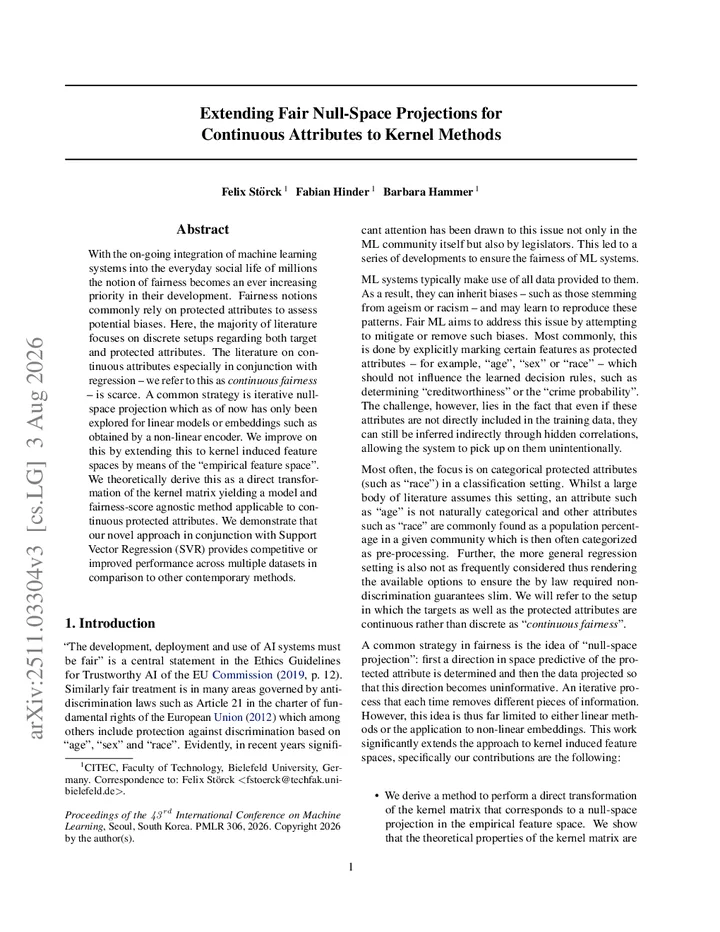 Extending Fair Null-Space Projections for
Continuous Attributes to Kernel Methods
Felix Störck 1 Fabian Hinder 1 Barbara Hammer 1
Abstract
With the on-going integration of machine learning
systems into the everyday social life of millions
the notion of fairness becomes an ever increasing
priority in their development. Fairness notions
commonly rely on protected attributes to assess
potential biases. Here, the majority of literature
focuses on discrete setups regarding both target
and protected attributes. The literature on con-
tinuous attributes especially in conjunction with
regression – we refer to this as continuous fairness
– is scarce. A common strategy is iterative null-
space projection which as of now has only been
explored for linear models or embeddings such as
obtained by a non-linear encoder. We improve on
this by extending this to kernel induced feature
spaces by means of the “empirical feature space”.
We theoretically derive this as a direct transfor-
mation of the kernel matrix yielding a model and
fairness-score agnostic method applicable to con-
tinuous protected attributes. We demonstrate that
our novel approach in conjunction with Support
Vector Regression (SVR) provides competitive or
improved performance across multiple datasets in
comparison to other contemporary methods.
1. Introduction
“The development, deployment and use of AI systems must
be fair” is a central statement in the Ethics Guidelines
for Trustworthy AI of the EU Commission (2019, p. 12).
Similarly fair treatment is in many areas governed by anti-
discrimination laws such as Article 21 in the charter of fun-
damental rights of the European Union (2012) which among
others include protection against discrimination based on
“age”, “sex” and “race”. Evidently, in recent years signifi-
1CITEC, Faculty of Technology, Bielefeld University, Ger-
many. Correspondence to: Felix Störck <fstoerck@techfak.uni-
bielefeld.de>.
Proceedings of the 43rd International Conference on Machine
Learning, Seoul, South Korea. PMLR 306, 2026. Copyright 2026
by the author(s).
cant attention has been drawn to this issue not only in the
ML community itself but also by legislators. This led to a
series of developments to ensure the fairness of ML systems.
ML systems typically make use of all data provided to them.
As a result, they can inherit biases – such as those stemming
from ageism or racism – and may learn to reproduce these
patterns. Fair ML aims to address this issue by attempting
to mitigate or remove such biases. Most commonly, this
is done by explicitly marking certain features as protected
attributes – for example, “age”, “sex” or “race” – which
should not influence the learned decision rules, such as
determining “creditworthiness” or the “crime probability”.
The challenge, however, lies in the fact that even if these
attributes are not directly included in the training data, they
can still be inferred indirectly through hidden correlations,
allowing the system to pick up on them unintentionally.
Most often, the focus is on categorical protected attributes
(such as “race”) in a classification setting. Whilst a large
body of literature assumes this setting, an attribute such
as “age” is not naturally categorical and other attributes
such as “race” are commonly found as a population percent-
age in a given community which is then often categorized
as pre-processing. Further, the more general regression
setting is also not as frequently considered thus rendering
the available options to ensure the by law required non-
discrimination guarantees slim. We will refer to the setup
in which the targets as well as the protected attributes are
continuous rather than discrete as “continuous fairness”.
A common strategy in fairness is the idea of “null-space
projection”: first a direction in space predictive of the pro-
tected attribute is determined and then the data projected so
that this direction becomes uninformative. An iterative pro-
cess that each time removes different pieces of information.
However, this idea is thus far limited to either linear meth-
ods or the application to non-linear embeddings. This work
significantly extends the approach to kernel induced feature
spaces, specifically our contributions are the following:
• We derive a method to perform a direct transformation
of the kernel matrix that corresponds to a null-space
projection in the empirical feature space. We show
that the theoretical properties of the kernel matrix are
1
arXiv:2511.03304v3 [cs.LG] 3 Aug 2026